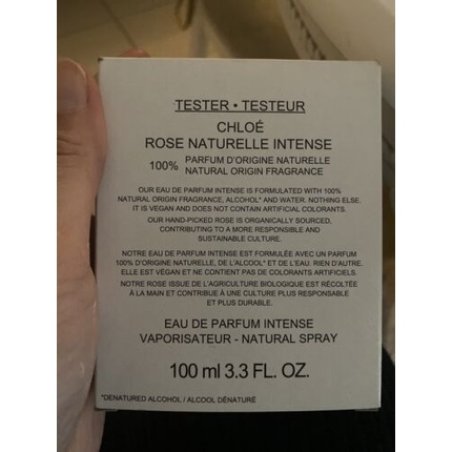 TESTER • TESTEUR
CHLOÉ
ROSE NATURELLE INTENSE
100% PARFUM D'ORIGINE NATURELLE
NATURAL ORIGIN FRAGRANCE
OUR EAU DE PARFUM INTENSE IS FORMULATED WITH 100%
NATURAL ORIGIN FRAGRANCE, ALCOHOL* AND WATER. NOTHING ELSE.
IT IS VEGAN AND DOES NOT CONTAIN ARTIFICIAL COLORANTS.
OUR HAND-PICKED ROSE IS ORGANICALLY SOURCED,
CONTRIBUTING TO A MORE RESPONSIBLE AND
SUSTAINABLE CULTURE.
NOTRE EAU DE PARFUM INTENSE EST FORMULÉE AVEC UN PARFUM
100% D'ORIGINE NATURELLE, DE L'ALCOOL* ET DE L'EAU. RIEN D'AUTRE.
ELLE EST VÉGAN ET NE CONTIENT PAS DE COLORANTS ARTIFICIELS.
NOTRE ROSE ISSUE DE L'AGRICULTURE BIOLOGIQUE EST RÉCOLTÉE
À LA MAIN ET CONTRIBUE À UNE CULTURE PLUS RESPONSABLE
ET PLUS DURABLE.
EAU DE PARFUM INTENSE
VAPORISATEUR - NATURAL SPRAY
100 ml 3.3 FL. OZ.
*DENATURED ALCOHOL / ALCOOL DÉNATURÉ